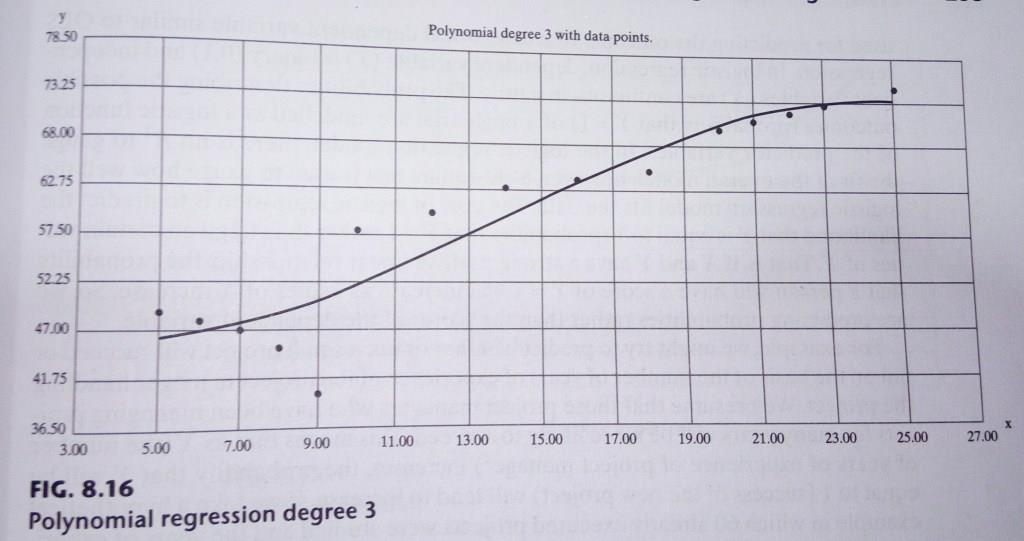 y
78.50
Polynomial degree 3 with data points.
73.25
68.00
62.75
57.50
52.25
47.00
41.75
36.50
3.00 5.00 7.00 9.00 11.00 13.00 15.00 17.00 19.00 21.00 23.00 25.00 27.00 x
FIG. 8.16
Polynomial regression degree 3